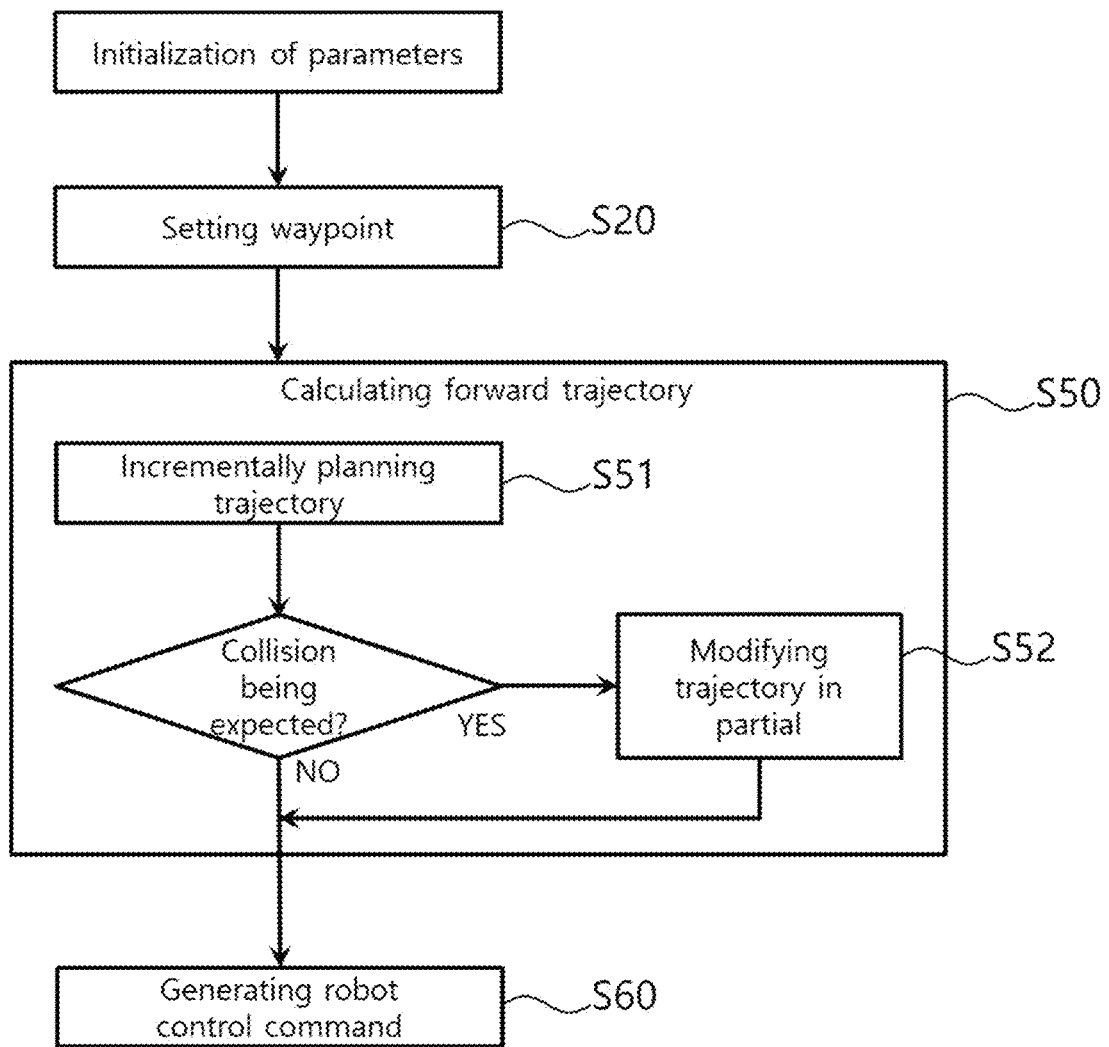 Initialization of parameters
Setting waypoint
S20
Calculating forward trajectory
S50
Incrementally planning
trajectory
S51
Collision
being
expected?
YES
NO
Modifying
trajectory in
partial
S52
Generating robot
control command
S60